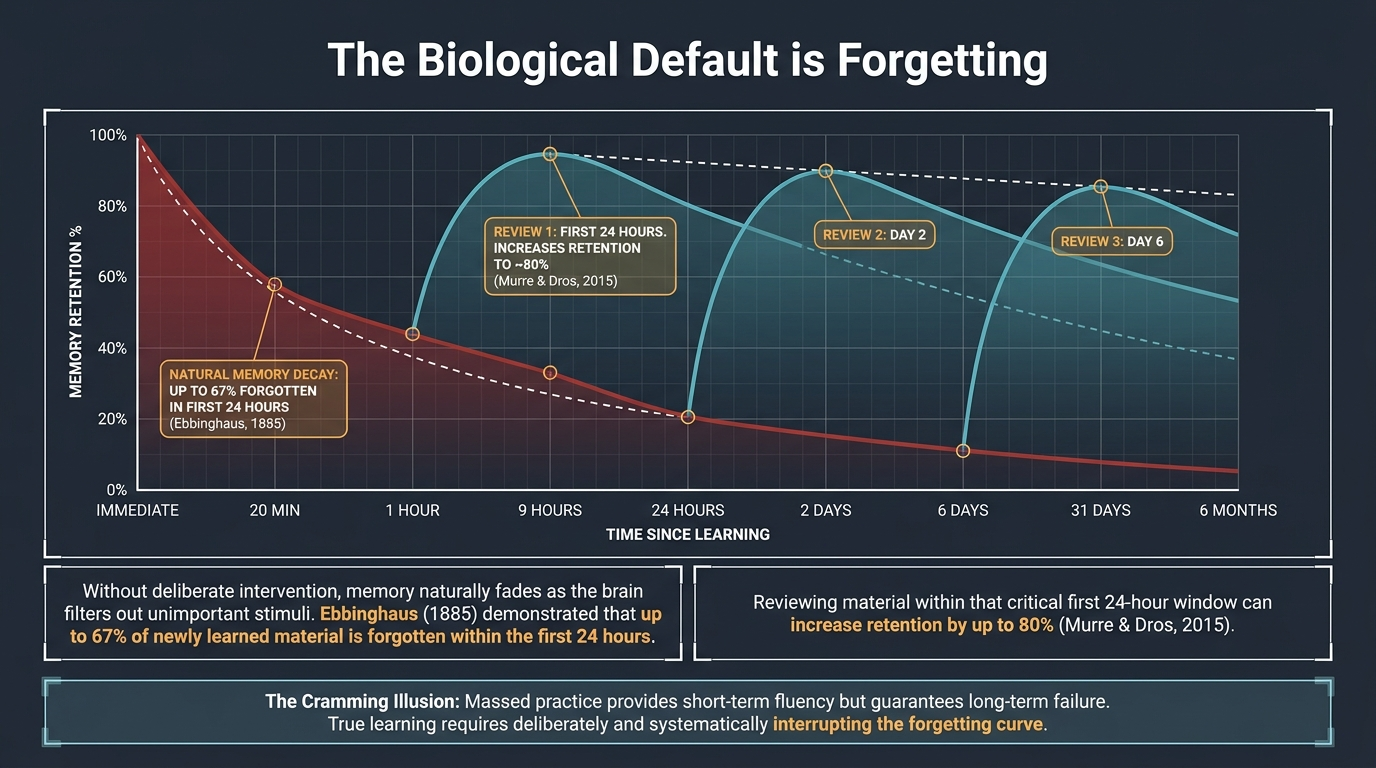 The Biological Default is Forgetting
MEMORY RETENTION %
100%
80%
60%
40%
20%
0%
NATURAL MEMORY DECAY:
UP TO 67% FORGOTTEN
IN FIRST 24 HOURS
(Ebbinghaus, 1885)
REVIEW 1: FIRST 24 HOURS.
INCREASES RETENTION
TO ~80%
(Murre & Dros, 2015)
REVIEW 2: DAY 2
REVIEW 3: DAY 6
IMMEDIATE
20 MIN
1 HOUR
9 HOURS
24 HOURS
2 DAYS
6 DAYS
31 DAYS
6 MONTHS
TIME SINCE LEARNING
Without deliberate intervention, memory naturally fades as the brain
filters out unimportant stimuli. Ebbinghaus (1885) demonstrated that up
to 67% of newly learned material is forgotten within the first 24 hours.
Reviewing material within that critical first 24-hour window can
increase retention by up to 80% (Murre & Dros, 2015).
The Cramming Illusion: Massed practice provides short-term fluency but guarantees long-term failure.
True learning requires deliberately and systematically interrupting the forgetting curve.